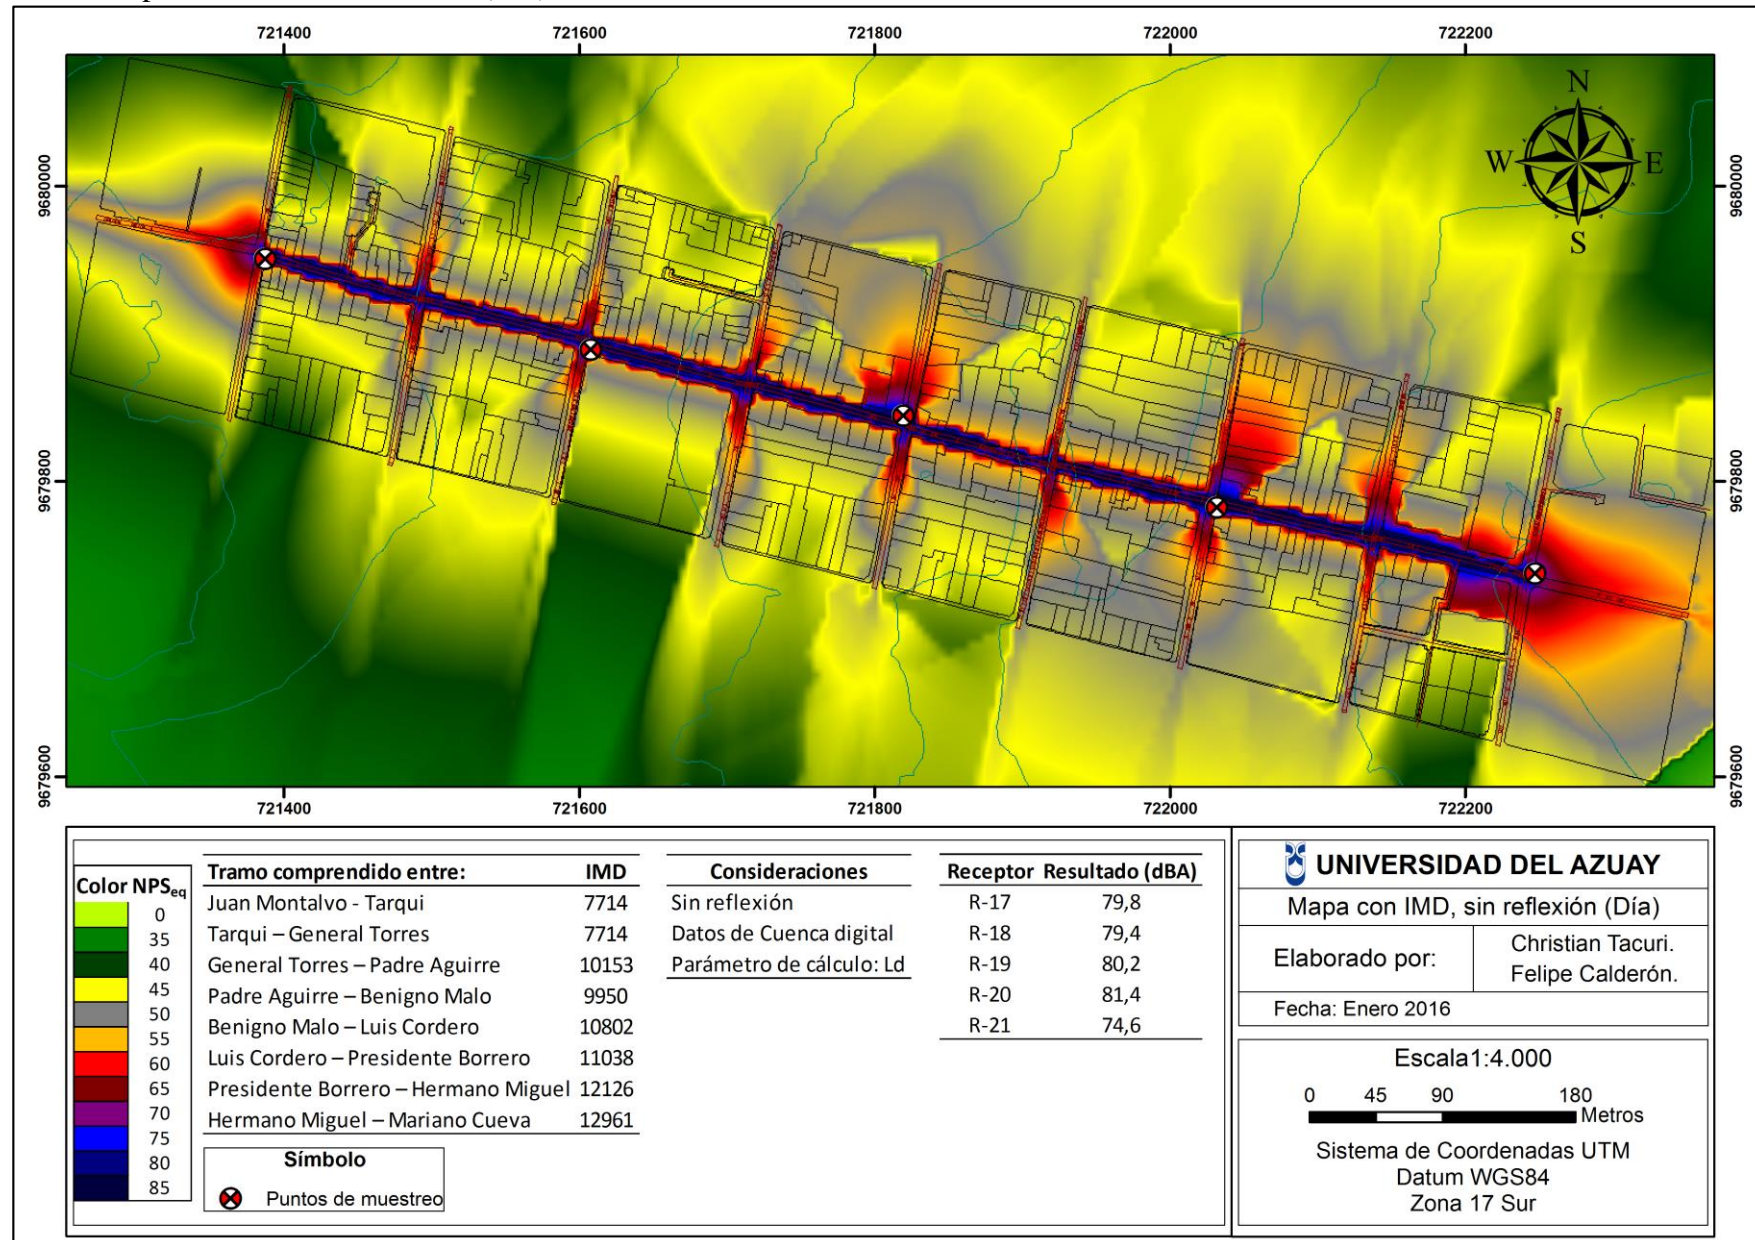 721400 721600 721800 722000 722200
N
W E
S
9680000 9680000
9679800 9679800
9679600 9679600
721400 721600 721800 722000 722200
Color NPSeq
0
35
40
45
50
55
60
65
70
75
80
85
Tramo comprendido entre: IMD
Juan Montalvo - Tarqui 7714
Tarqui – General Torres 7714
General Torres – Padre Aguirre 10153
Padre Aguirre – Benigno Malo 9950
Benigno Malo – Luis Cordero 10802
Luis Cordero – Presidente Borrero 11038
Presidente Borrero – Hermano Miguel 12126
Hermano Miguel – Mariano Cueva 12961
Símbolo
Puntos de muestreo
Consideraciones
Sin reflexión
Datos de Cuenca digital
Parámetro de cálculo: Ld
Receptor Resultado (dBA)
R-17 79,8
R-18 79,4
R-19 80,2
R-20 81,4
R-21 74,6
UNIVERSIDAD DEL AZUAY
Mapa con IMD, sin reflexión (Día)
Elaborado por:
Christian Tacuri.
Felipe Calderón.
Fecha: Enero 2016
Escala1:4.000
0 45 90 180
Metros
Sistema de Coordenadas UTM
Datum WGS84
Zona 17 Sur